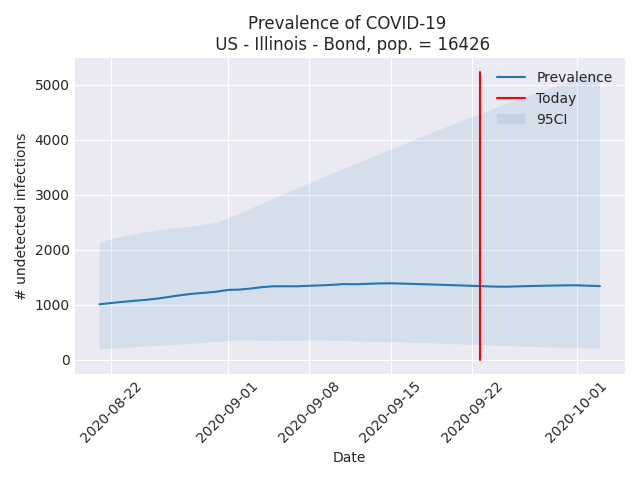 Prevalence of COVID-19
US - Illinois - Bond, pop. = 16426
Prevalence
Today
95CI
# undetected infections
5000
4000
3000
2000
1000
0
2020-08-22
2020-09-01
2020-09-08
2020-09-15
2020-09-22
2020-10-01
Date